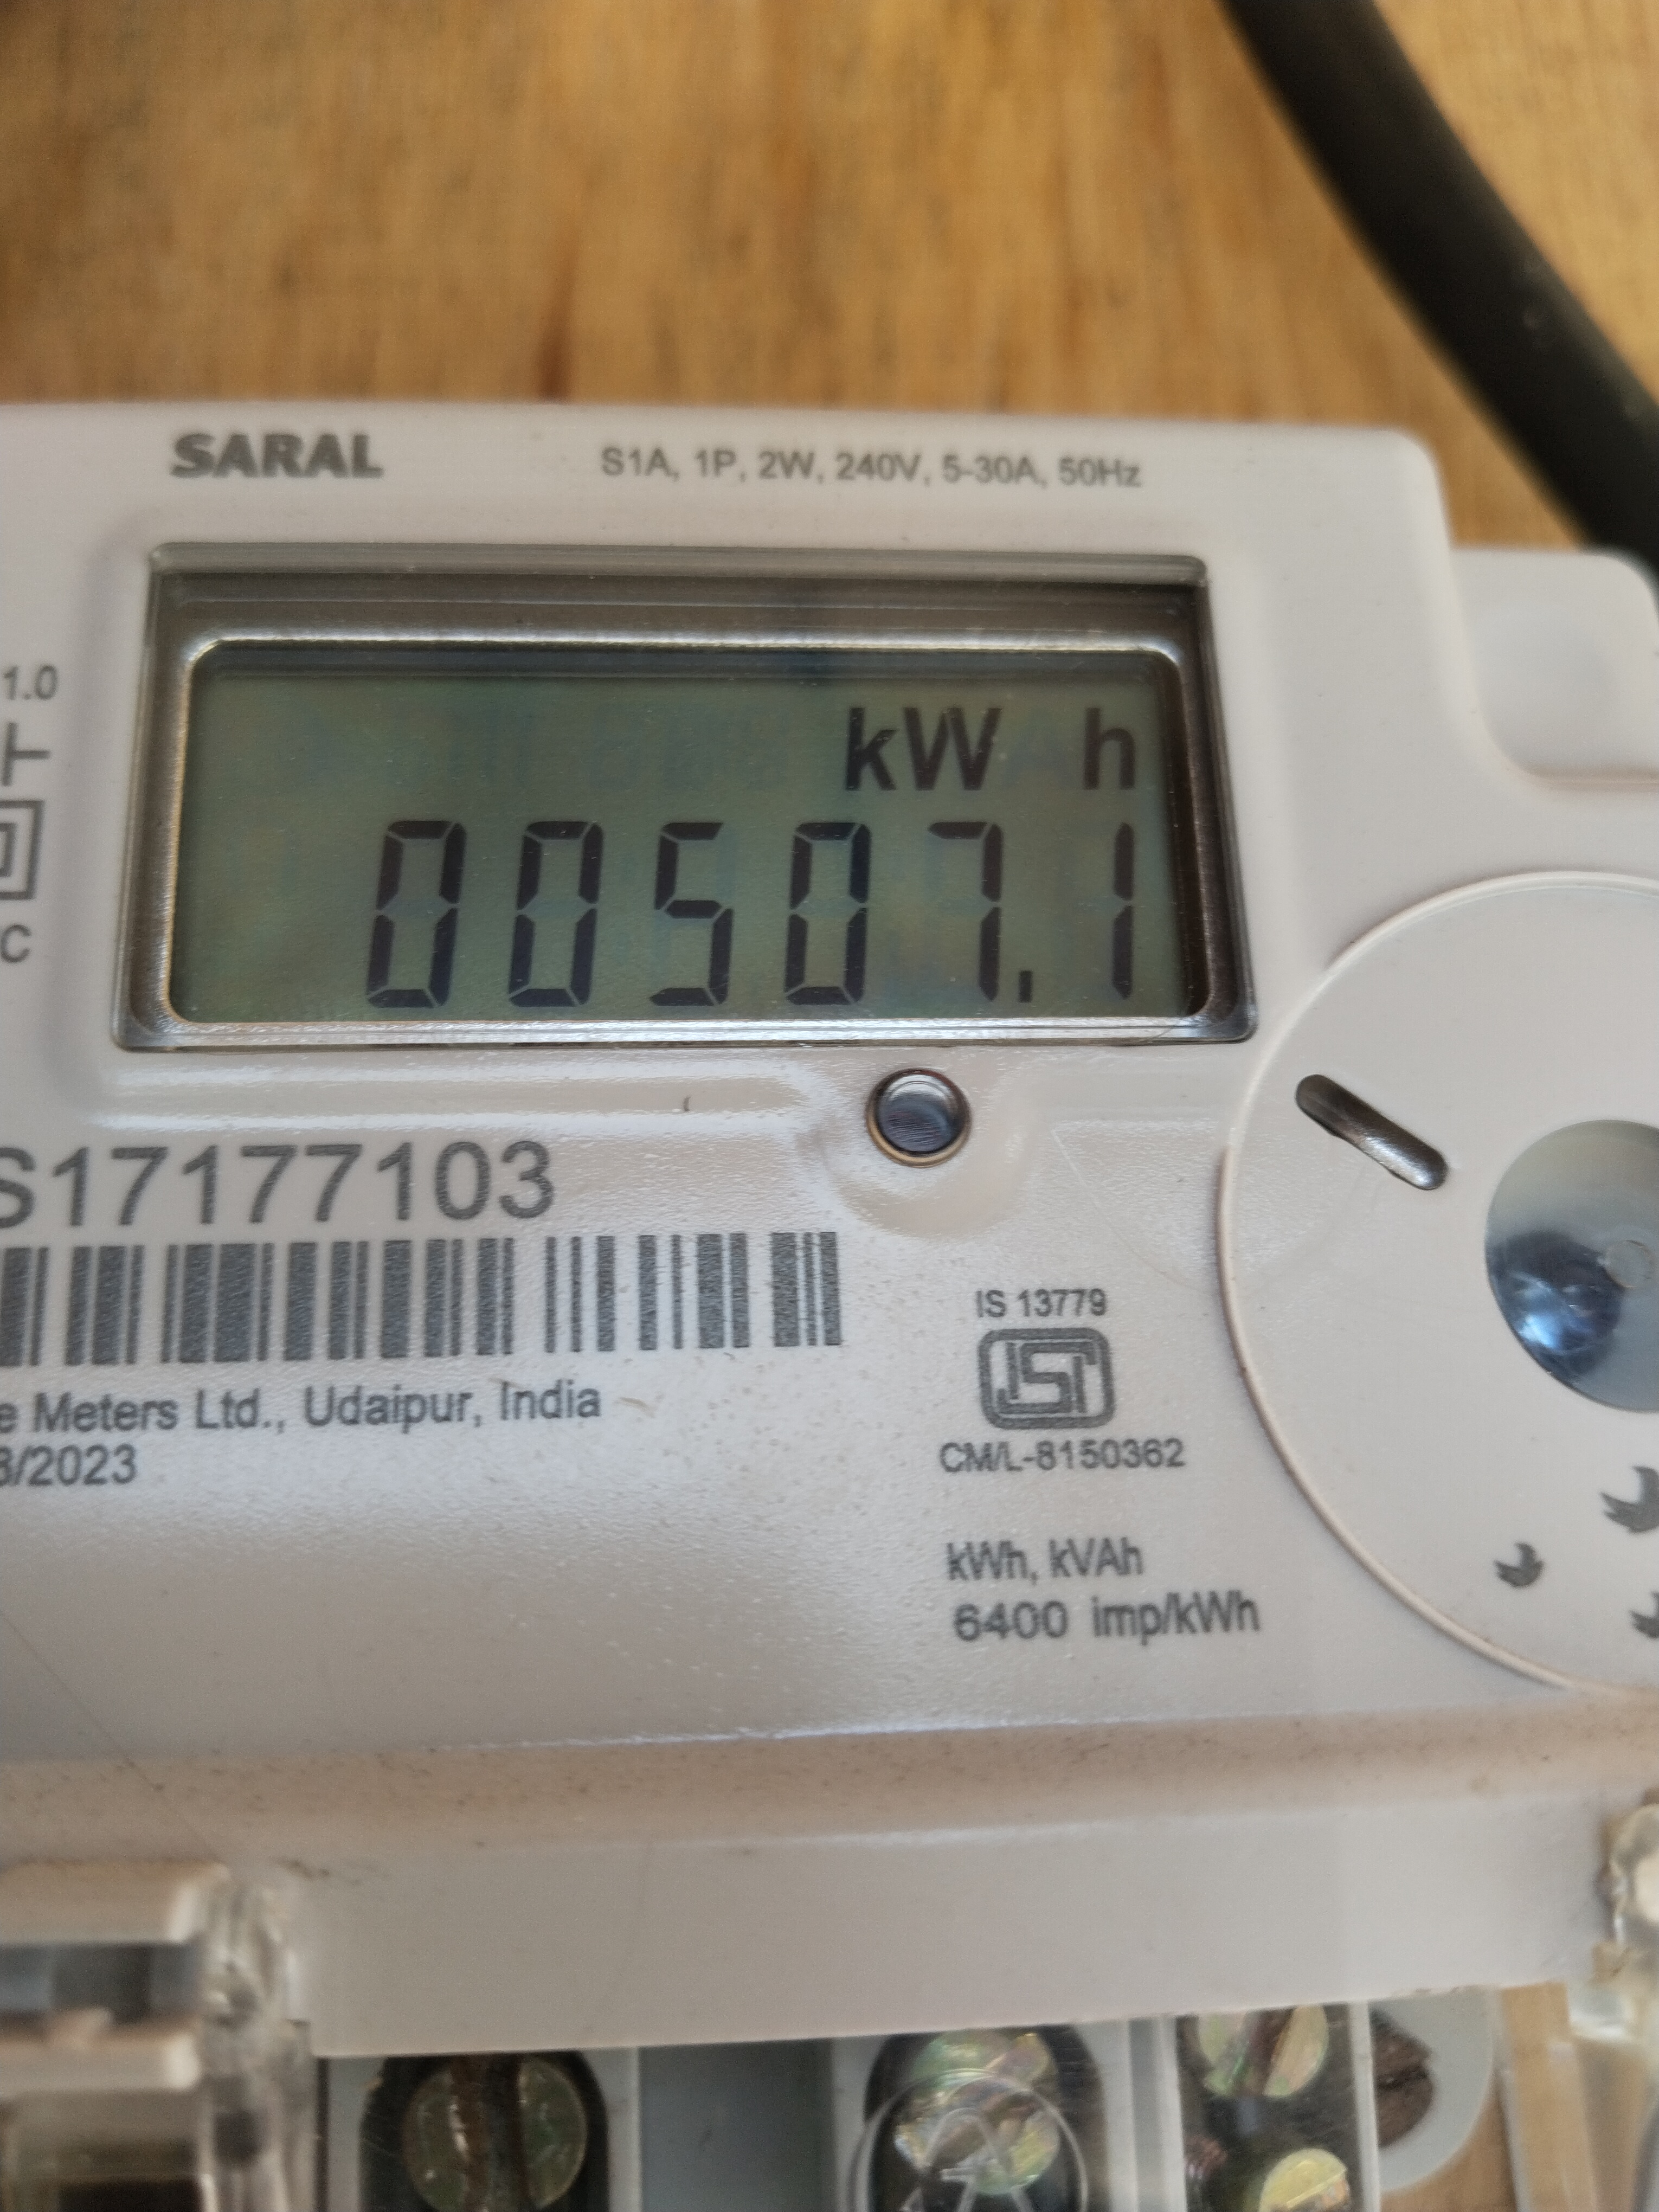 SARAL
S1A, 1P, 2W, 240V, 5-30A, 50Hz
1.0
kW h
00507.1
C
S17177103
IS 13779
ISI
e Meters Ltd., Udaipur, India
CM/L-8150362
3/2023
kWh, kVAh
6400 imp/kWh